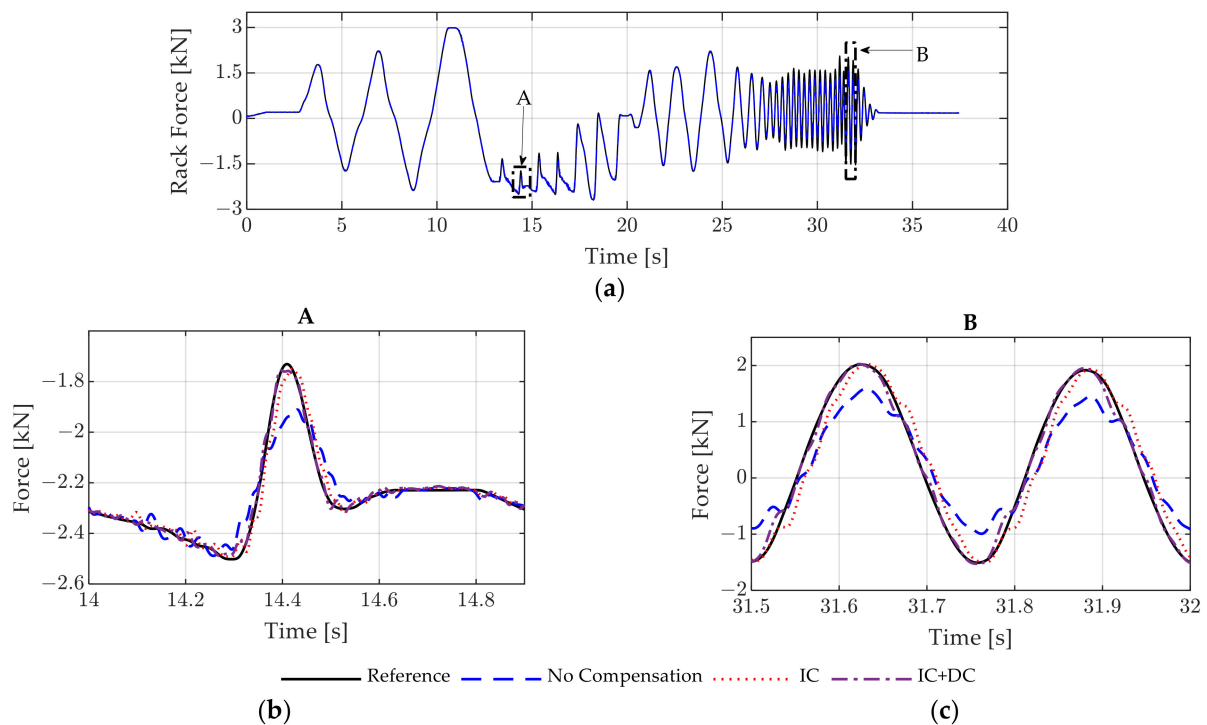 Rack Force [kN]
3
1.5
0
−1.5
−3
A
B
0 5 10 15 20 25 30 35 40
Time [s]
(a)
A
Force [kN]
−1.8
−2
−2.2
−2.4
−2.6
14 14.2 14.4 14.6 14.8
Time [s]
B
Force [kN]
2
1
0
−1
−2
31.5 31.6 31.7 31.8 31.9 32
Time [s]
Reference No Compensation IC IC+DC
(b) (c)